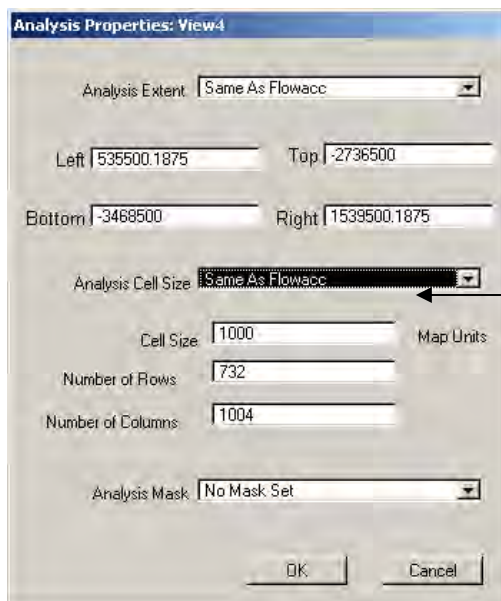 Analysis Properties: View4
Analysis Extent Same As Flowacc
Left 535500.1875 Top -2736500
Bottom -3468500 Right 1539500.1875
Analysis Cell Size Same As Flowacc
Cell Size 1000 Map Units
Number of Rows 732
Number of Columns 1004
Analysis Mask No Mask Set
OK Cancel